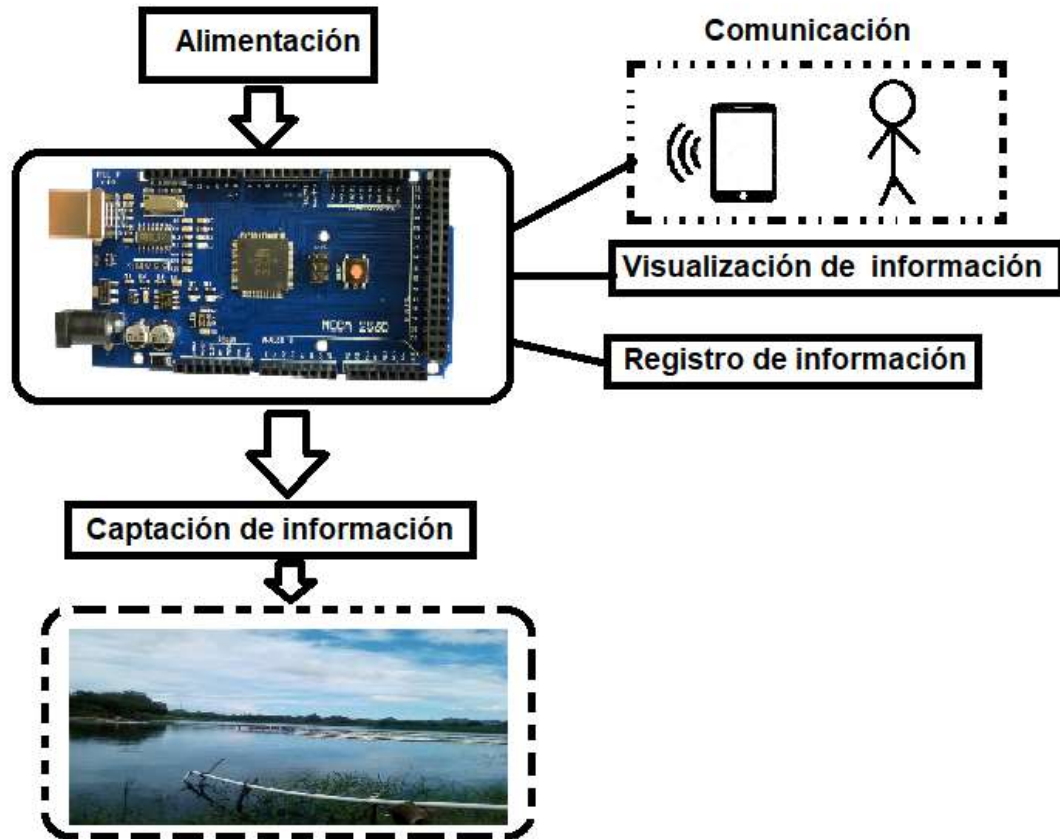 Alimentación
Comunicación
MEGA 2560
Visualización de información
Registro de información
Captación de información